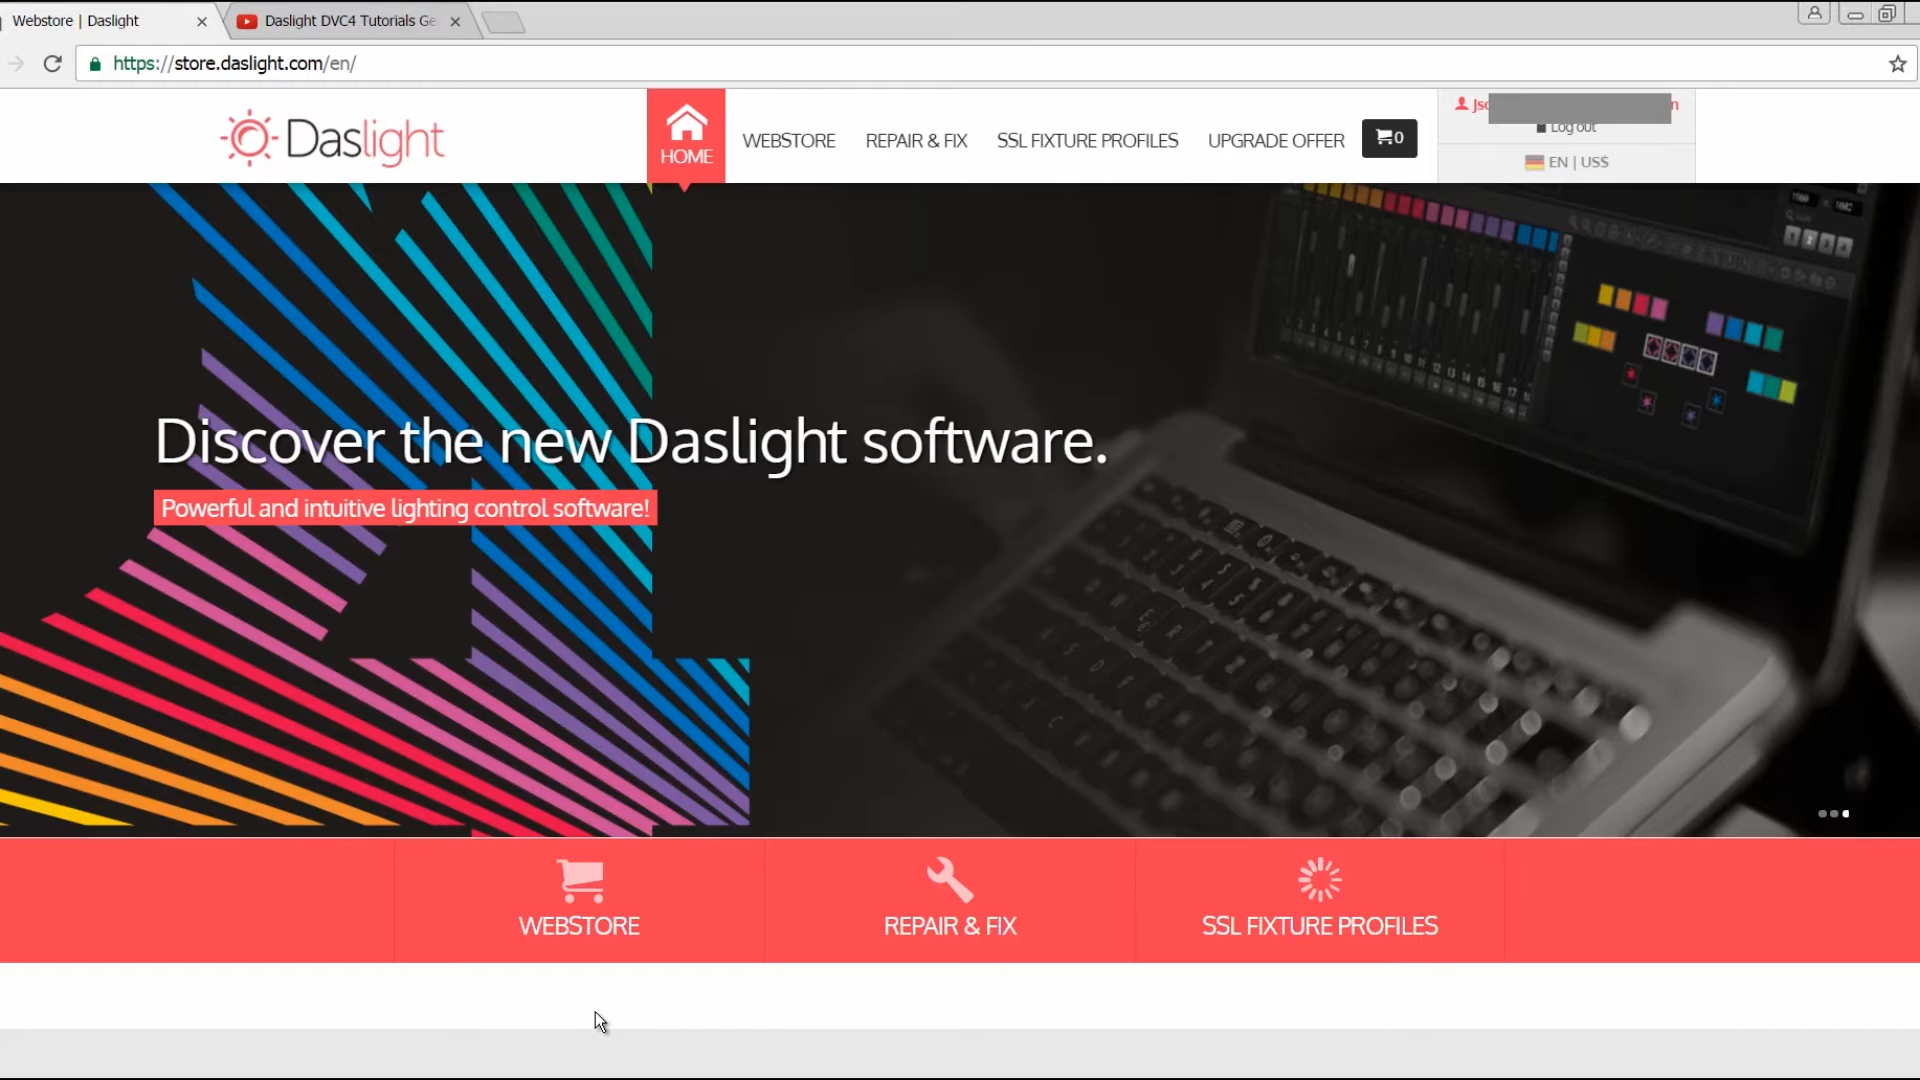 Webstore | Daslight
Daslight DVC4 Tutorials Ge
https://store.daslight.com/en/
Daslight
HOME
WEBSTORE
REPAIR & FIX
SSL FIXTURE PROFILES
UPGRADE OFFER
0
Log out
EN | US$
Discover the new Daslight software.
Powerful and intuitive lighting control software!
WEBSTORE
REPAIR & FIX
SSL FIXTURE PROFILES